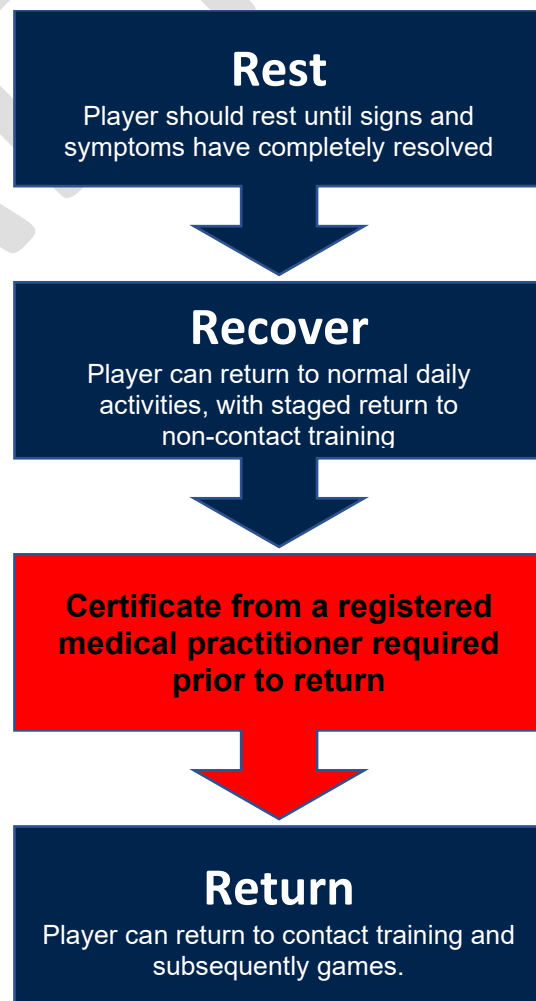 Rest
Player should rest until signs and
symptoms have completely resolved
Recover
Player can return to normal daily
activities, with staged return to
non-contact training
Certificate from a registered
medical practitioner required
prior to return
Return
Player can return to contact training and
subsequently games.